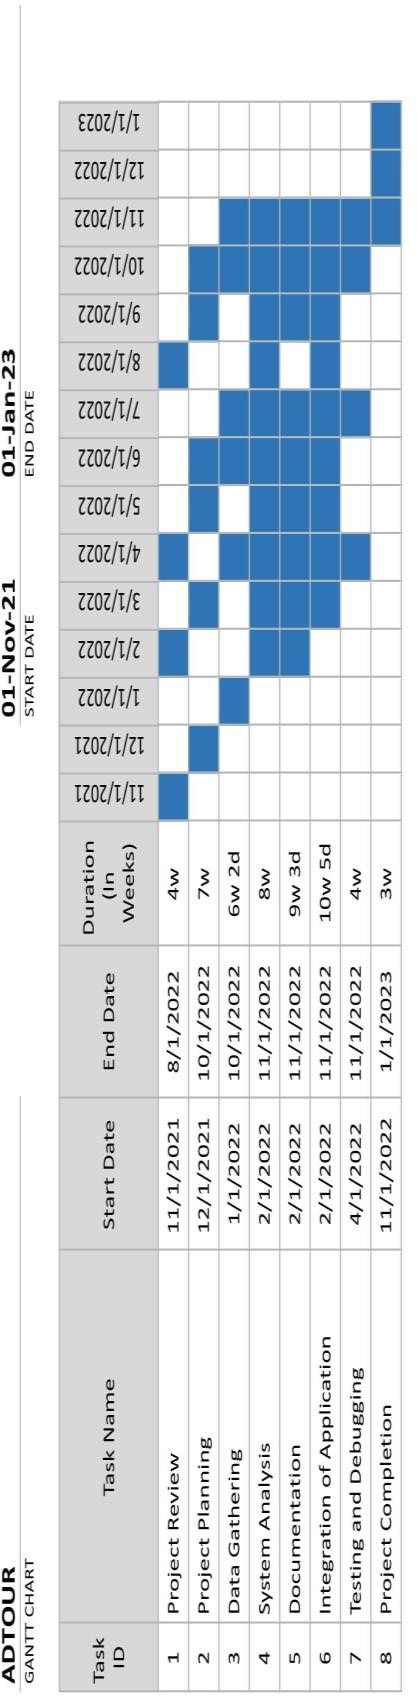 ADTOUR
GANTT CHART
01-Nov-21
START DATE
01-Jan-23
END DATE
Task ID Task Name Start Date End Date Duration (In Weeks) 11/1/2021 12/1/2021 1/1/2022 2/1/2022 3/1/2022 4/1/2022 5/1/2022 6/1/2022 7/1/2022 8/1/2022 9/1/2022 10/1/2022 11/1/2022 12/1/2022 1/1/2023
1 Project Review 11/1/2021 8/1/2022 4w
2 Project Planning 12/1/2021 10/1/2022 7w
3 Data Gathering 1/1/2022 10/1/2022 6w 2d
4 System Analysis 2/1/2022 11/1/2022 8w
5 Documentation 2/1/2022 11/1/2022 9w 3d
6 Integration of Application 2/1/2022 11/1/2022 10w 5d
7 Testing and Debugging 4/1/2022 11/1/2022 4w
8 Project Completion 11/1/2022 1/1/2023 3w